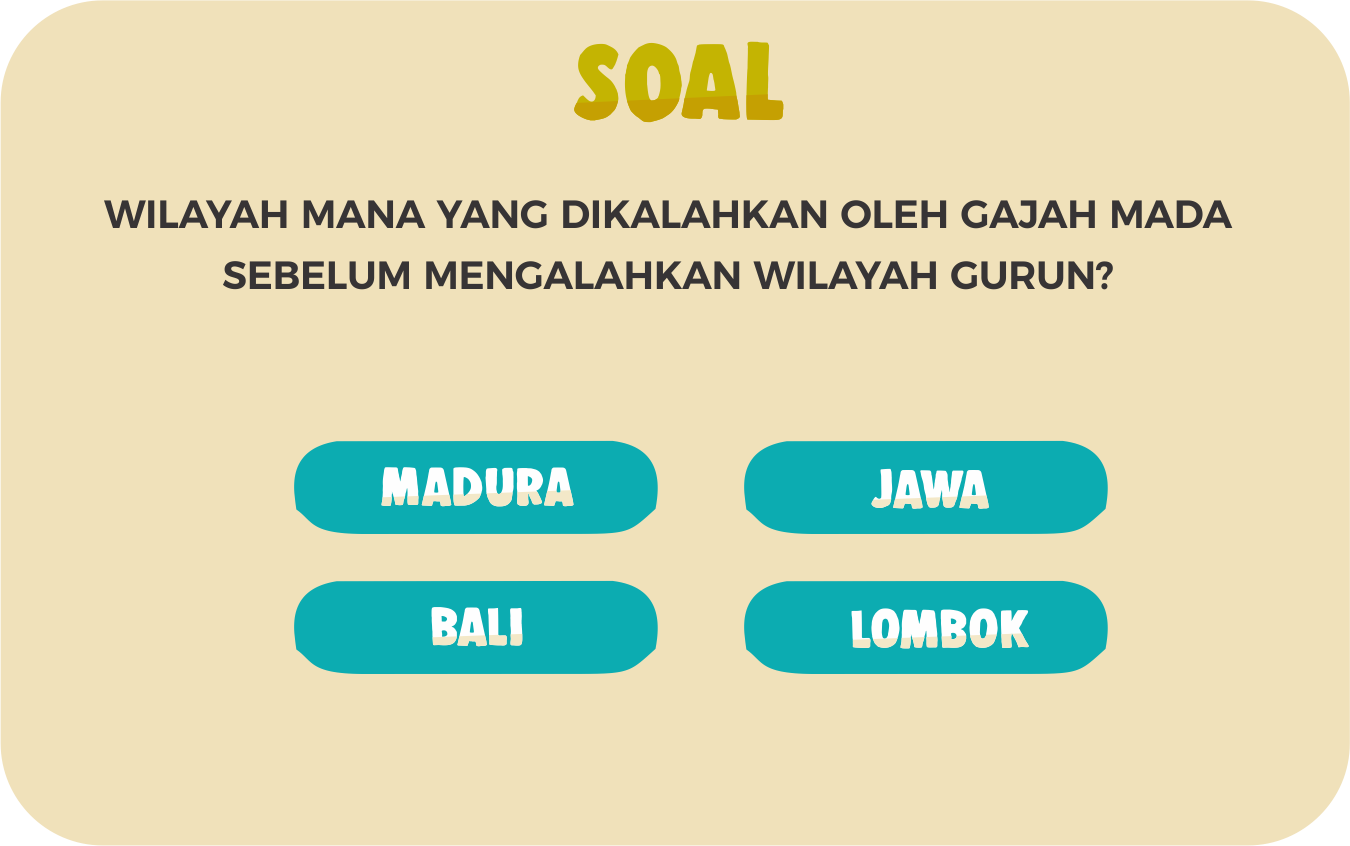 SOAL
WILAYAH MANA YANG DIKALAHKAN OLEH GAJAH MADA
SEBELUM MENGALAHKAN WILAYAH GURUN?
MADURA
JAWA
BALI
LOMBOK